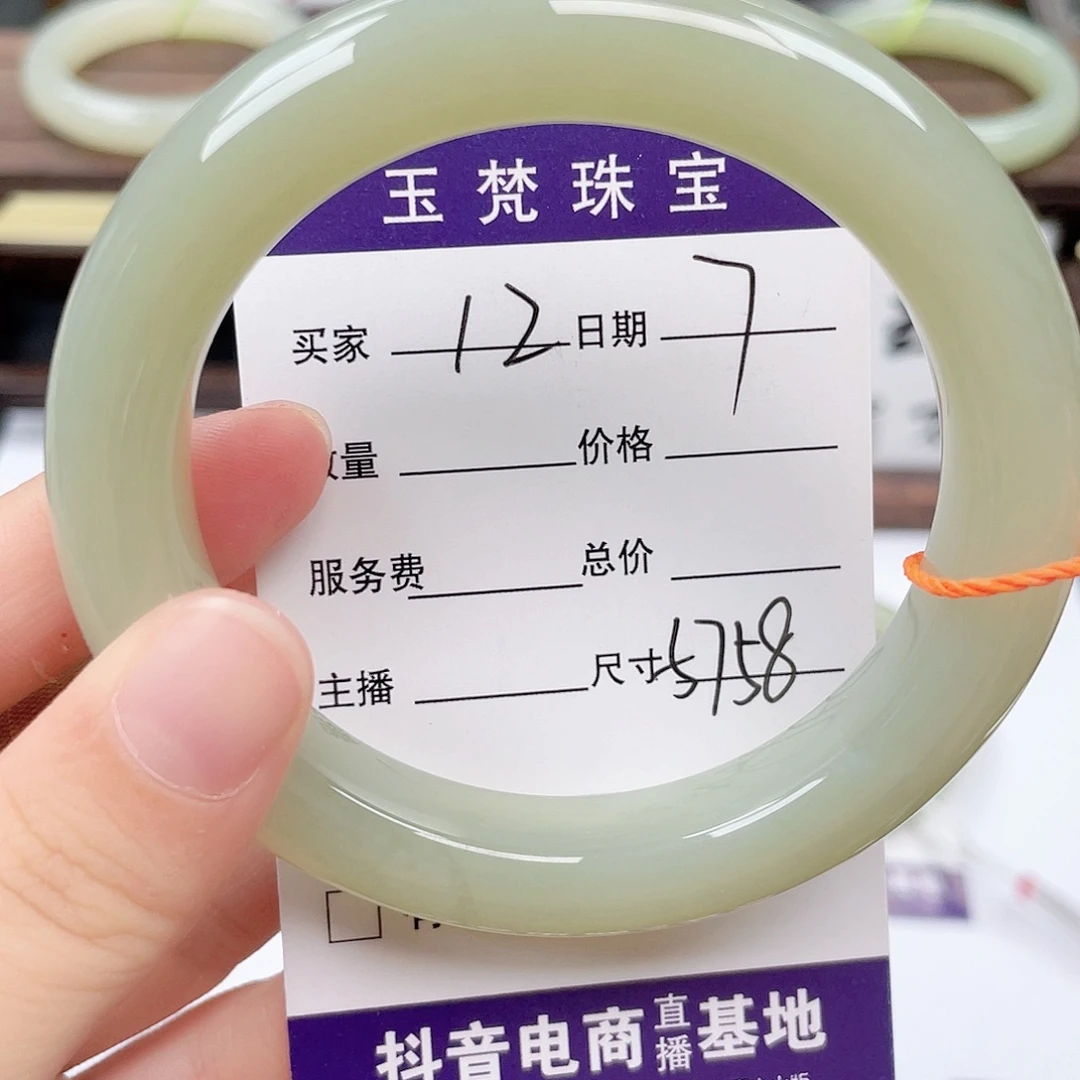 玉梵珠宝
买家 12 日期 7
量 价格
服务费 总价
主播 尺寸 5758
抖音电商直播基地